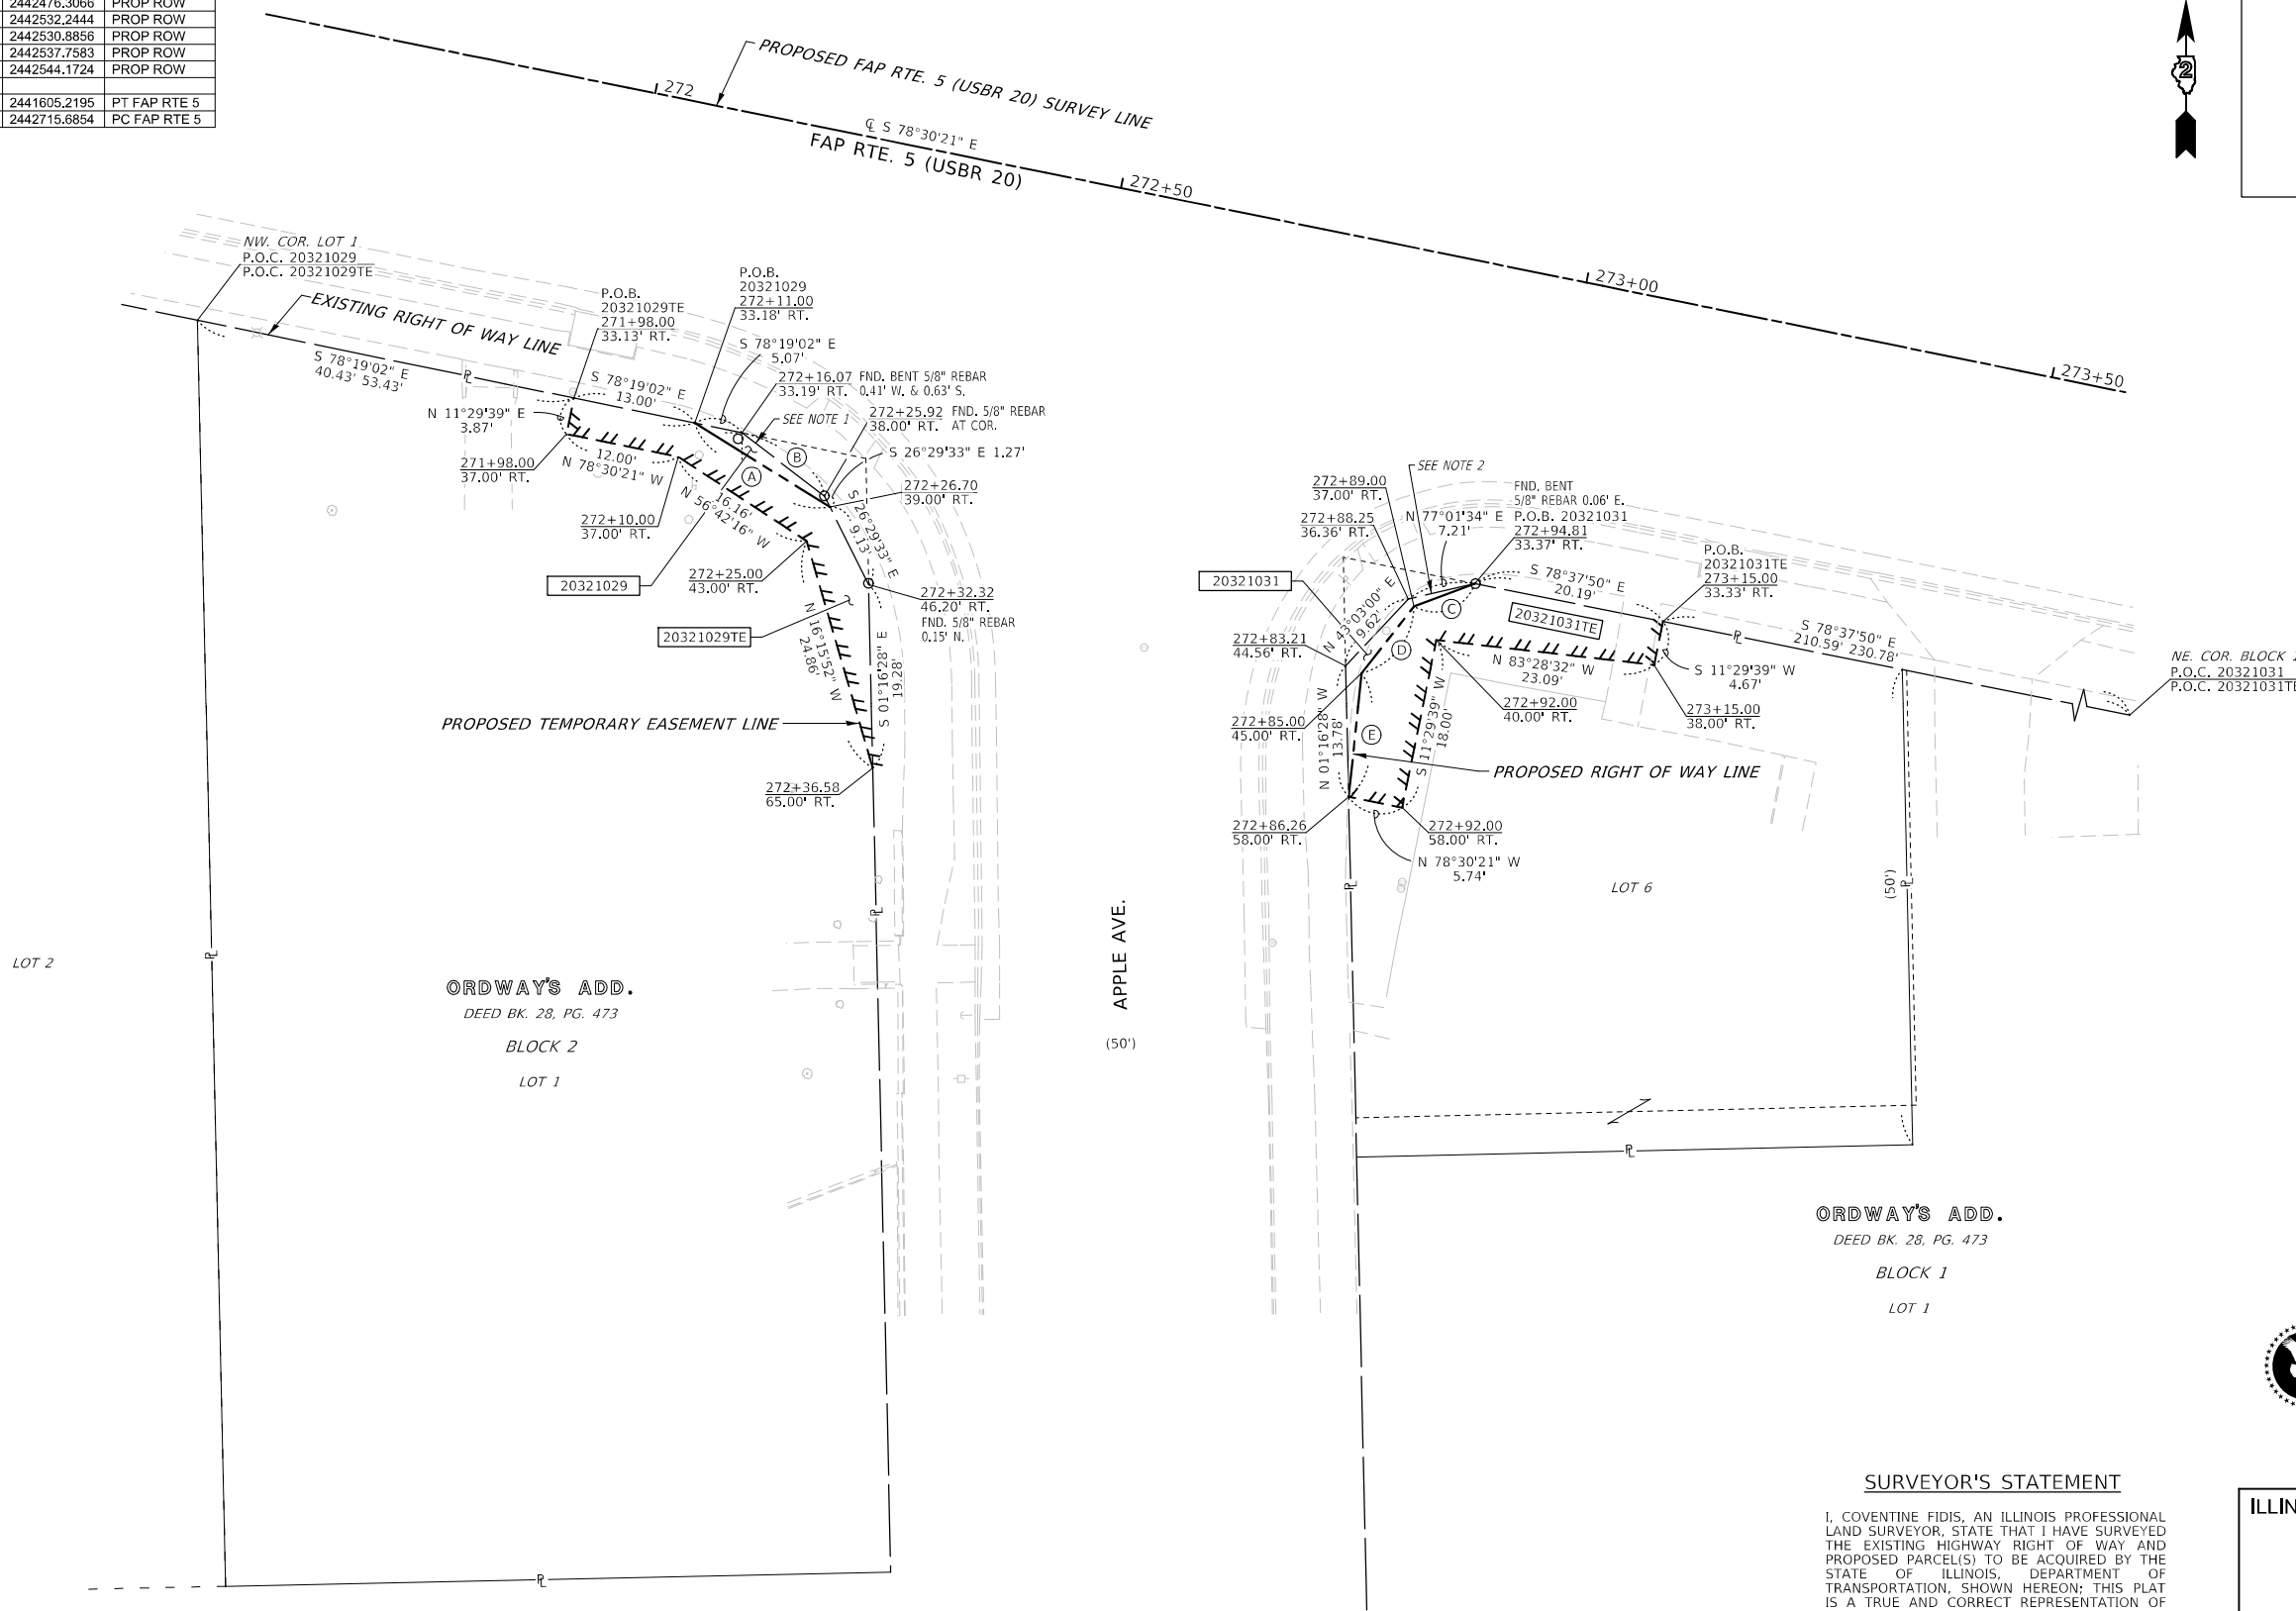 2442476.3066 PROP ROW
2442532.2444 PROP ROW
2442530.8856 PROP ROW
2442537.7583 PROP ROW
2442544.1724 PROP ROW
2441605.2195 PT FAP RTE 5
2442715.6854 PC FAP RTE 5
272
PROPOSED FAP RTE. 5 (USBR 20) SURVEY LINE
℄ S 78°30'21" E
FAP RTE. 5 (USBR 20)
272+50
273+00
273+50
2
NW. COR. LOT 1
P.O.C. 20321029
P.O.C. 20321029TE
EXISTING RIGHT OF WAY LINE
S 78°19'02" E
40.43' 53.43'
P.O.B.
20321029TE
271+98.00
33.13' RT.
P.O.B.
20321029
272+11.00
33.18' RT.
S 78°19'02" E
5.07'
S 78°19'02" E
13.00'
272+16.07 FND. BENT 5/8" REBAR
33.19' RT. 0.41' W. & 0.63' S.
SEE NOTE 1
272+25.92 FND. 5/8" REBAR
38.00' RT. AT COR.
N 11°29'39" E
3.87'
S 26°29'33" E 1.27'
271+98.00
37.00' RT.
12.00'
N 78°30'21" W
A
B
272+26.70
39.00' RT.
16.16'
N 56°42'16" W
S 26°29'33" E
9.13'
272+10.00
37.00' RT.
20321029
272+25.00
43.00' RT.
272+32.32
46.20' RT.
FND. 5/8" REBAR
0.15' N.
20321029TE
N 16°15'52" W
24.86'
S 01°16'28" E
19.28'
PROPOSED TEMPORARY EASEMENT LINE
272+36.58
65.00' RT.
SEE NOTE 2
272+89.00
37.00' RT.
FND. BENT
5/8" REBAR 0.06' E.
272+88.25
36.36' RT.
N 77°01'34" E
7.21'
P.O.B. 20321031
272+94.81
33.37' RT.
P.O.B.
20321031TE
273+15.00
33.33' RT.
20321031
S 78°37'50" E
20.19'
20321031TE
N 43°03'00" E
9.62'
C
D
E
272+83.21
44.56' RT.
N 83°28'32" W
23.09'
S 78°37'50" E
210.59' 230.78'
S 11°29'39" W
4.67'
NE. COR. BLOCK
P.O.C. 20321031
P.O.C. 20321031TE
272+85.00
45.00' RT.
272+92.00
40.00' RT.
273+15.00
38.00' RT.
N 01°16'28" W
13.78'
S 11°29'39" W
18.00'
PROPOSED RIGHT OF WAY LINE
272+86.26
58.00' RT.
272+92.00
58.00' RT.
N 78°30'21" W
5.74'
LOT 6
(50')
APPLE AVE.
(50')
LOT 2
ORDWAY'S ADD.
DEED BK. 28, PG. 473
BLOCK 2
LOT 1
ORDWAY'S ADD.
DEED BK. 28, PG. 473
BLOCK 1
LOT 1
SURVEYOR'S STATEMENT
I, COVENTINE FIDIS, AN ILLINOIS PROFESSIONAL
LAND SURVEYOR, STATE THAT I HAVE SURVEYED
THE EXISTING HIGHWAY RIGHT OF WAY AND
PROPOSED PARCEL(S) TO BE ACQUIRED BY THE
STATE OF ILLINOIS, DEPARTMENT OF
TRANSPORTATION, SHOWN HEREON; THIS PLAT
IS A TRUE AND CORRECT REPRESENTATION OF
ILLIN